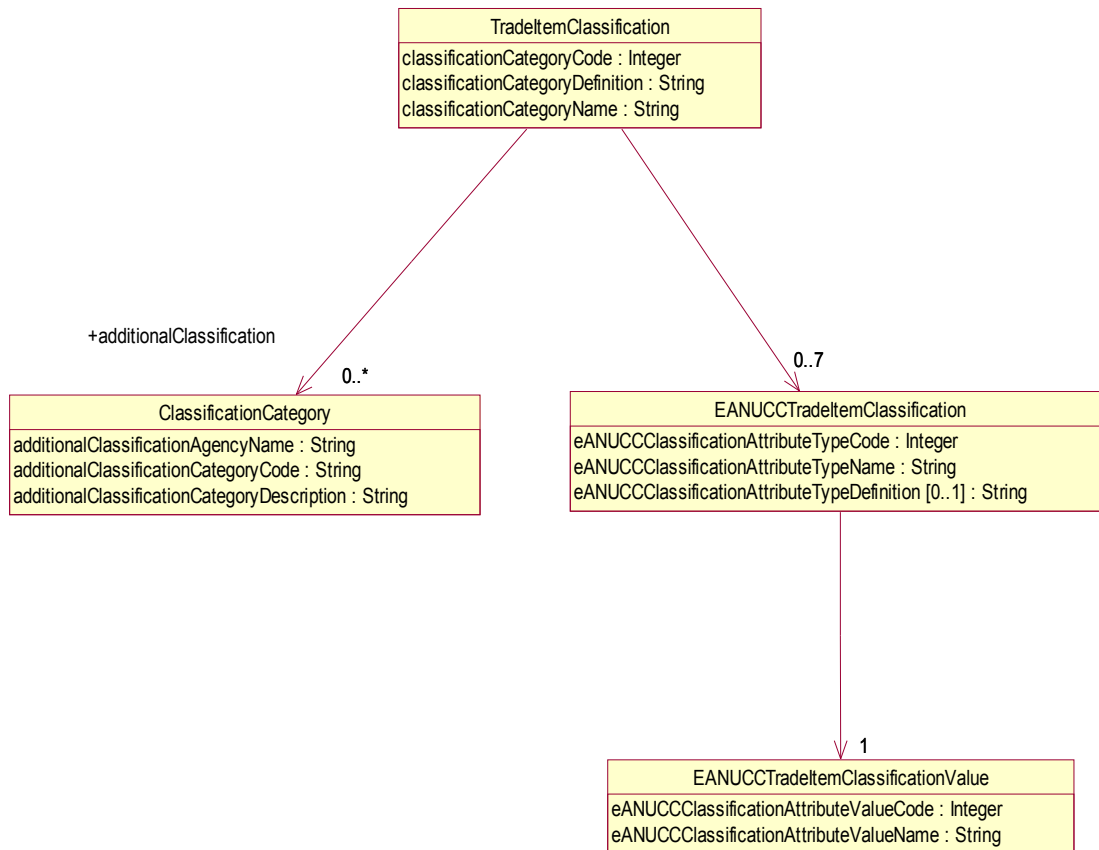 TradeItemClassification
classificationCategoryCode : Integer
classificationCategoryDefinition : String
classificationCategoryName : String
+additionalClassification
0..*
0..7
ClassificationCategory
additionalClassificationAgencyName : String
additionalClassificationCategoryCode : String
additionalClassificationCategoryDescription : String
EANUCCTradeItemClassification
eANUCCClassificationAttributeTypeCode : Integer
eANUCCClassificationAttributeTypeName : String
eANUCCClassificationAttributeTypeDefinition [0..1] : String
1
EANUCCTradeItemClassificationValue
eANUCCClassificationAttributeValueCode : Integer
eANUCCClassificationAttributeValueName : String